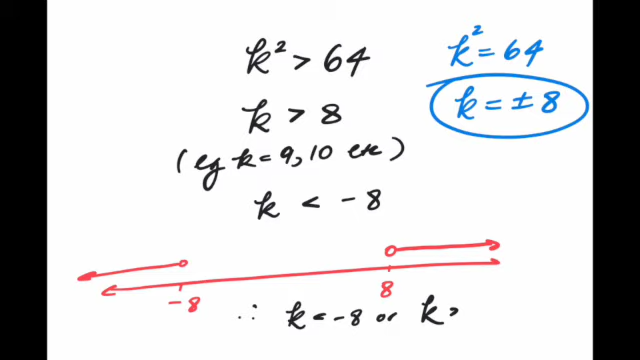 k² > 64
k > 8
(eg k = 9, 10 etc)
k < -8
k² = 64
k = ± 8
-8
8
∴ k < -8 or k >